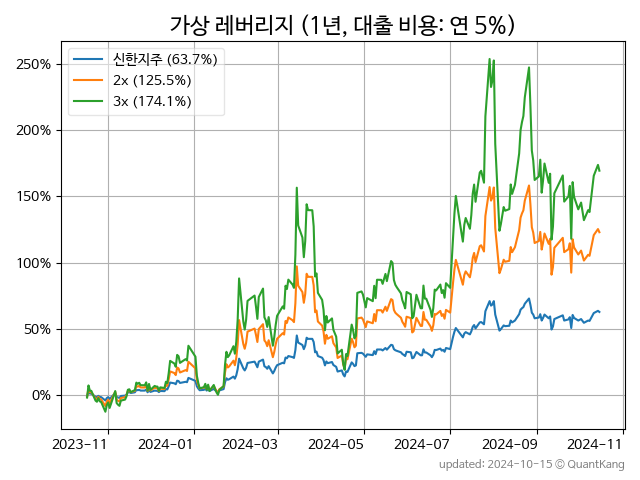 가상 레버리지 (1년, 대출 비용: 연 5%)
250%
200%
150%
100%
50%
0%
신한지주 (63.7%)
2x (125.5%)
3x (174.1%)
2023-11
2024-01
2024-03
2024-05
2024-07
2024-09
2024-11
updated: 2024-10-15 © QuantKang